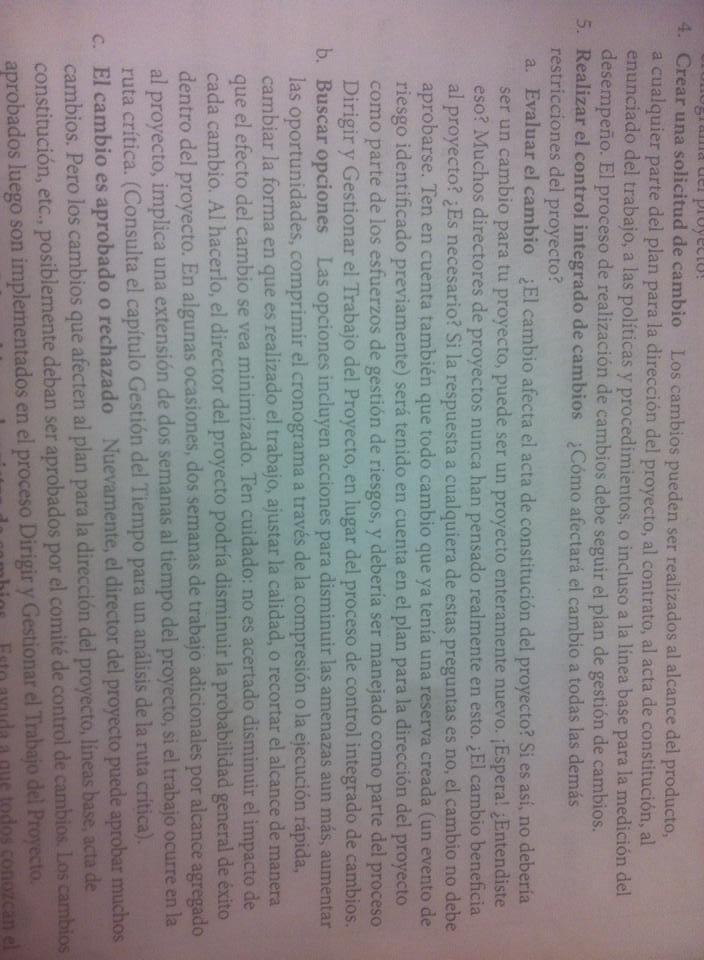 del proyecto.
4. Crear una solicitud de cambio Los cambios pueden ser realizados al alcance del producto,
a cualquier parte del plan para la dirección del proyecto, al contrato, al acta de constitución, al
enunciado del trabajo, a las políticas y procedimientos, o incluso a la línea base para la medición del
desempeño. El proceso de realización de cambios debe seguir el plan de gestión de cambios.
5. Realizar el control integrado de cambios ¿Cómo afectará el cambio a todas las demás
restricciones del proyecto?
a. Evaluar el cambio ¿El cambio afecta el acta de constitución del proyecto? Si es así, no debería
ser un cambio para tu proyecto, puede ser un proyecto enteramente nuevo. ¡Espera! ¿Entendiste
eso? Muchos directores de proyectos nunca han pensado realmente en esto. ¿El cambio beneficia
al proyecto? ¿Es necesario? Si la respuesta a cualquiera de estas preguntas es no, el cambio no debe
aprobarse. Ten en cuenta también que todo cambio que ya tenía una reserva creada (un evento de
riesgo identificado previamente) será tenido en cuenta en el plan para la dirección del proyecto
como parte de los esfuerzos de gestión de riesgos, y debería ser manejado como parte del proceso
Dirigir y Gestionar el Trabajo del Proyecto, en lugar del proceso de control integrado de cambios.
b. Buscar opciones Las opciones incluyen acciones para disminuir las amenazas aun más, aumentar
las oportunidades, comprimir el cronograma a través de la compresión o la ejecución rápida,
cambiar la forma en que es realizado el trabajo, ajustar la calidad, o recortar el alcance de manera
que el efecto del cambio se vea minimizado. Ten cuidado: no es acertado disminuir el impacto de
cada cambio. Al hacerlo, el director del proyecto podría disminuir la probabilidad general de éxito
dentro del proyecto. En algunas ocasiones, dos semanas de trabajo adicionales por alcance agregado
al proyecto, implica una extensión de dos semanas al tiempo del proyecto, si el trabajo ocurre en la
ruta crítica. (Consulta el capítulo Gestión del Tiempo para un análisis de la ruta crítica).
c. El cambio es aprobado o rechazado Nuevamente, el director del proyecto puede aprobar muchos
cambios. Pero los cambios que afecten al plan para la dirección del proyecto, líneas base, acta de
constitución, etc., posiblemente deban ser aprobados por el comité de control de cambios. Los cambios
aprobados luego son implementados en el proceso Dirigir y Gestionar el Trabajo del Proyecto.
de cambios Esto ayuda a que todos conozcan el